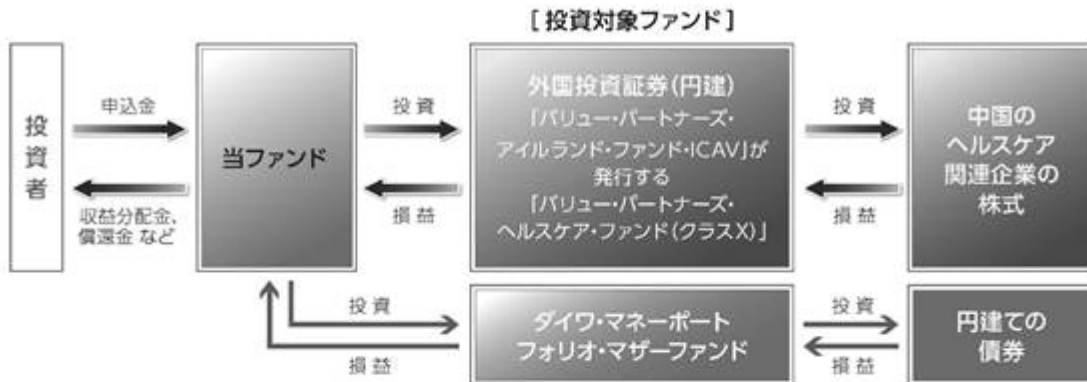 [投資対象ファンド]
投資者
申込金
収益分配金、
償還金 など
当ファンド
投資
損益
外国投資証券(円建)
「バリュー・パートナーズ・
アイルランド・ファンド・ICAV」が
発行する
「バリュー・パートナーズ・
ヘルスケア・ファンド(クラスX)」
投資
損益
中国の
ヘルスケア
関連企業の
株式
投資
損益
ダイワ・マネーポート
フォリオ・マザーファンド
投資
損益
円建ての
債券